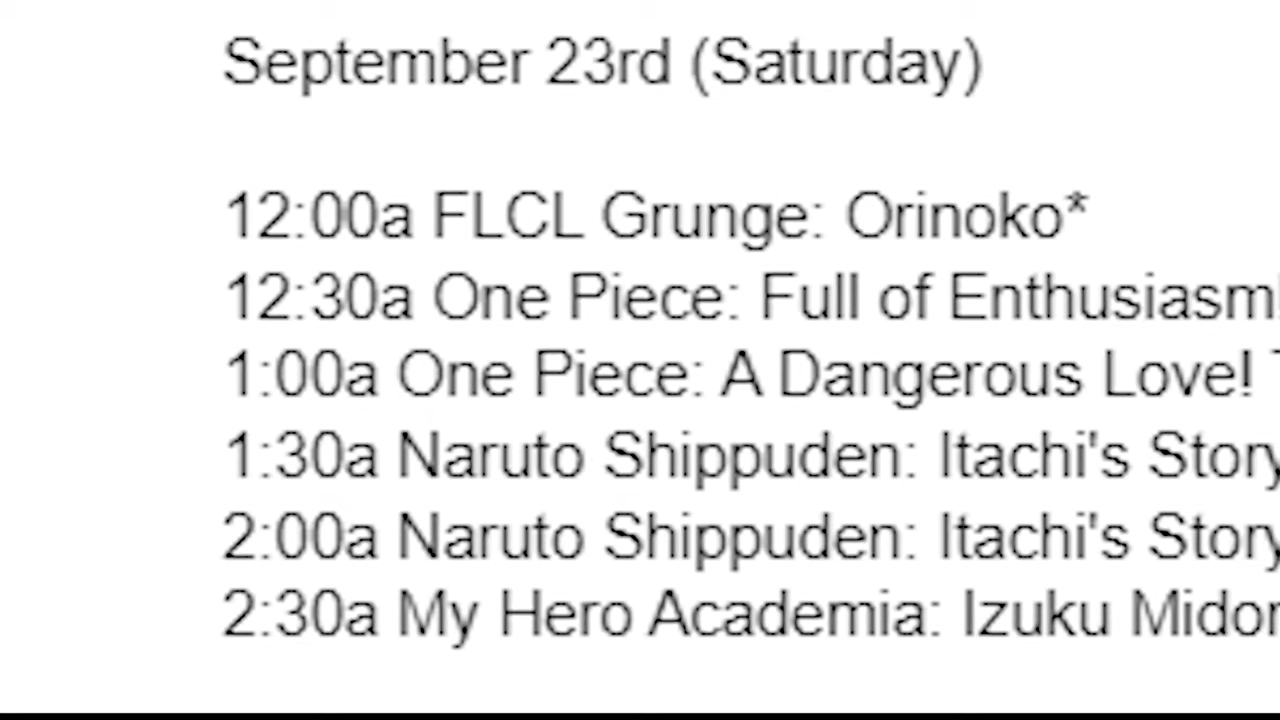 September 23rd (Saturday)
12:00a FLCL Grunge: Orinoko*
12:30a One Piece: Full of Enthusiasm!
1:00a One Piece: A Dangerous Love!
1:30a Naruto Shippuden: Itachi's Story
2:00a Naruto Shippuden: Itachi's Story
2:30a My Hero Academia: Izuku